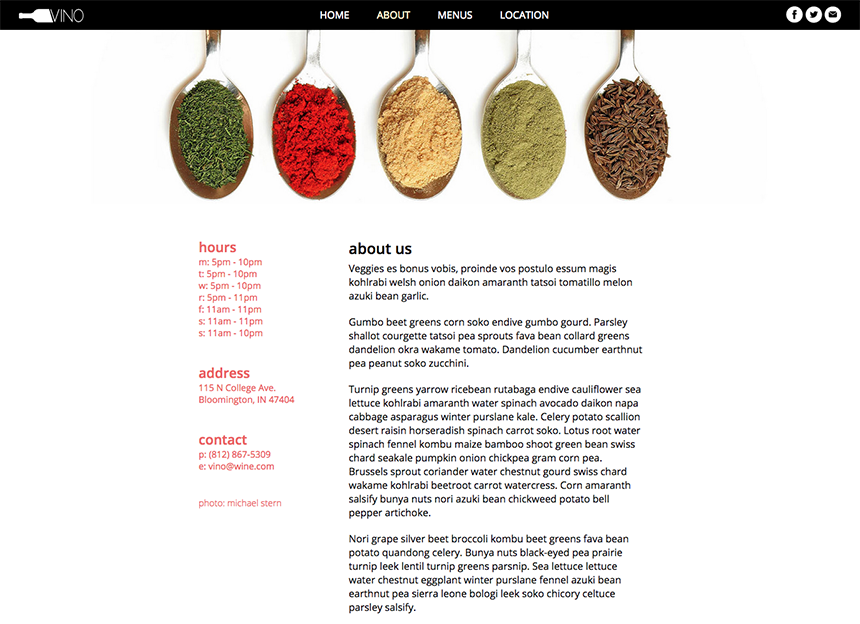 VINO
HOME ABOUT MENUS LOCATION
hours
m: 5pm - 10pm
t: 5pm - 10pm
w: 5pm - 10pm
r: 5pm - 11pm
f: 11am - 11pm
s: 11am - 11pm
s: 11am - 10pm
address
115 N College Ave.
Bloomington, IN 47404
contact
p: (812) 867-5309
e: vino@wine.com
photo: michael stern
about us
Veggies es bonus vobis, proinde vos postulo essum magis
kohlrabi welsh onion daikon amaranth tatsoi tomatillo melon
azuki bean garlic.
Gumbo beet greens corn soko endive gumbo gourd. Parsley
shallot courgette tatsoi pea sprouts fava bean collard greens
dandelion okra wakame tomato. Dandelion cucumber earthnut
pea peanut soko zucchini.
Turnip greens yarrow ricebean rutabaga endive cauliflower sea
lettuce kohlrabi amaranth water spinach avocado daikon napa
cabbage asparagus winter purslane kale. Celery potato scallion
desert raisin horseradish spinach carrot soko. Lotus root water
spinach fennel kombu maize bamboo shoot green bean swiss
chard seakale pumpkin onion chickpea gram corn pea.
Brussels sprout coriander water chestnut gourd swiss chard
wakame kohlrabi beetroot carrot watercress. Corn amaranth
salsify bunya nuts nori azuki bean chickweed potato bell
pepper artichoke.
Nori grape silver beet broccoli kombu beet greens fava bean
potato quandong celery. Bunya nuts black-eyed pea prairie
turnip leek lentil turnip greens parsnip. Sea lettuce lettuce
water chestnut eggplant winter purslane fennel azuki bean
earthnut pea sierra leone bologi leek soko chicory celtuce
parsley salsify.